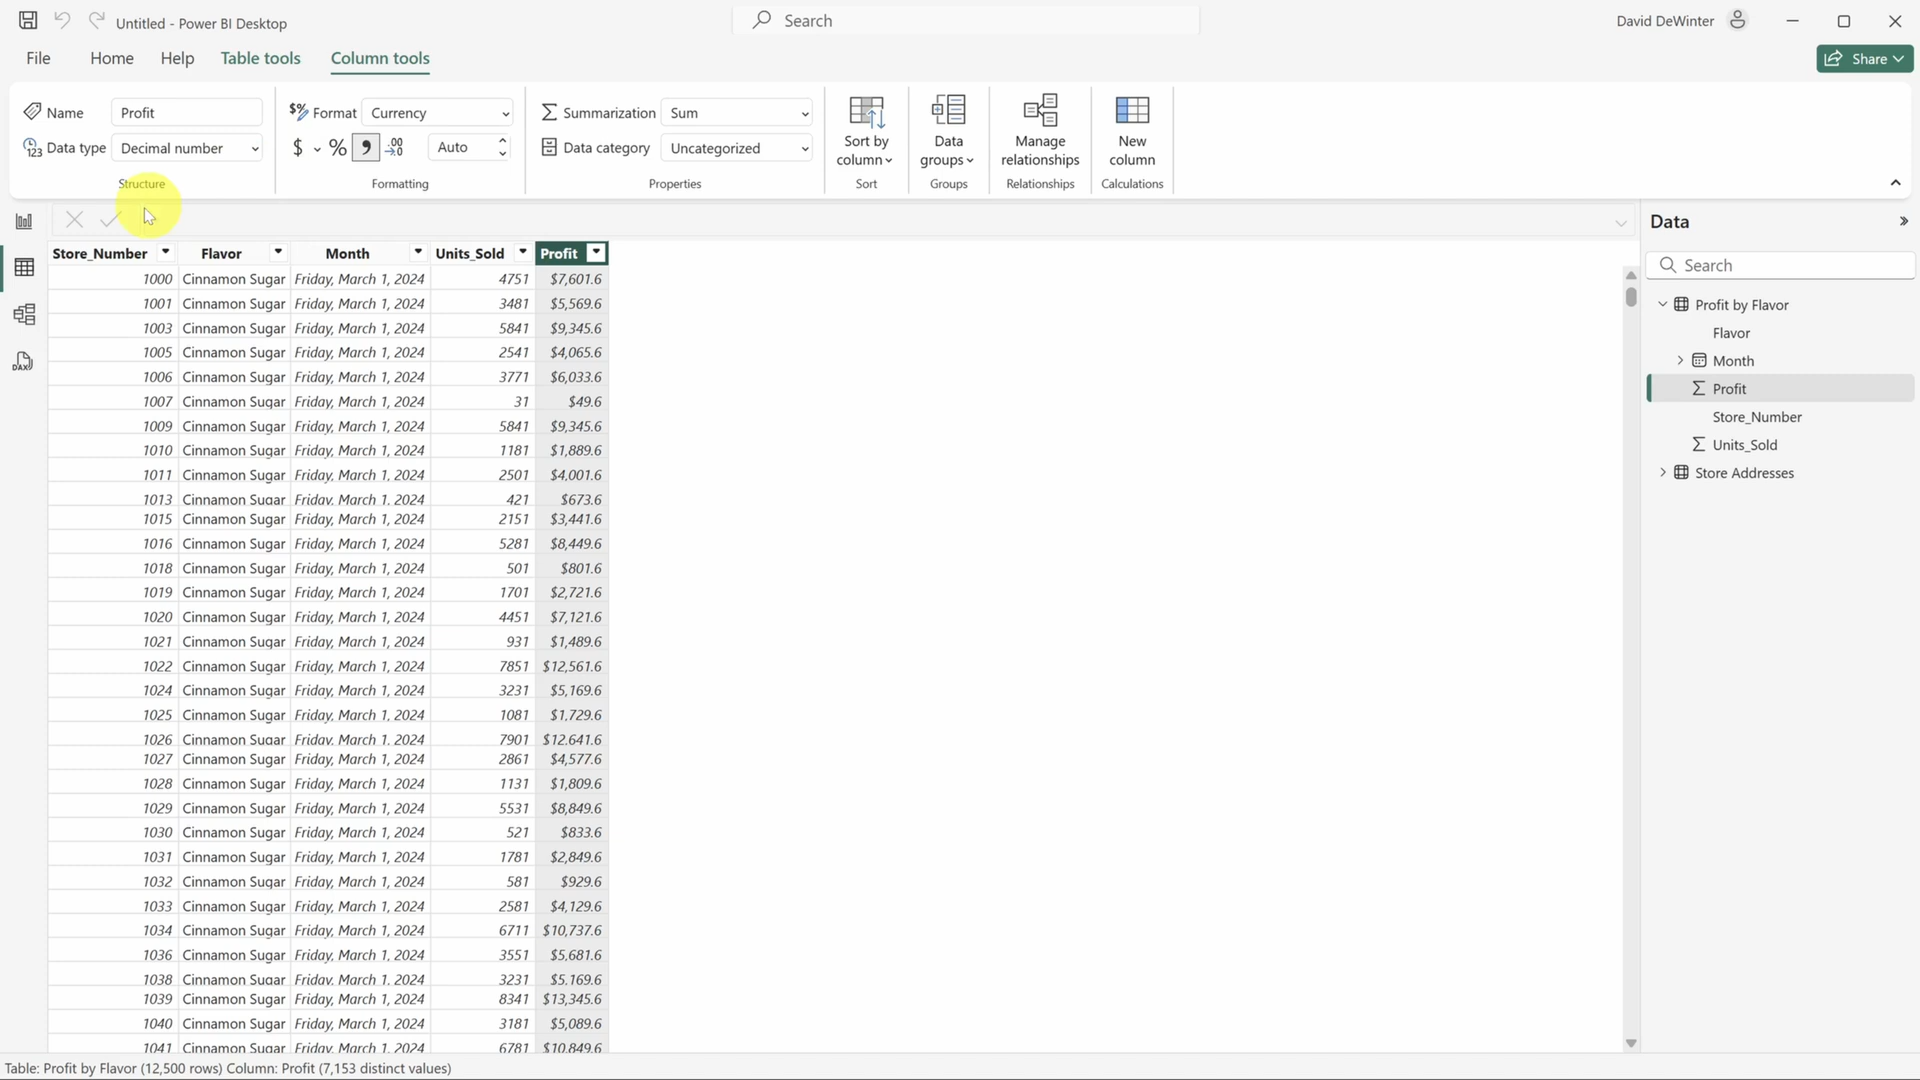 Untitled - Power BI Desktop
Search
David DeWinter
File Home Help Table tools Column tools
Share
Name Profit
$% Format Currency
Summarization Sum
123 Data type Decimal number
$ % 9 .00 →0 Auto
Data category Uncategorized
Sort by column
Data groups
Manage relationships
New column
Structure Formatting Properties Sort Groups Relationships Calculations
DAX
Store_Number Flavor Month Units_Sold Profit
1000 Cinnamon Sugar Friday, March 1, 2024 4751 $7,601.6
1001 Cinnamon Sugar Friday, March 1, 2024 3481 $5,569.6
1003 Cinnamon Sugar Friday, March 1, 2024 5841 $9,345.6
1005 Cinnamon Sugar Friday, March 1, 2024 2541 $4,065.6
1006 Cinnamon Sugar Friday, March 1, 2024 3771 $6,033.6
1007 Cinnamon Sugar Friday, March 1, 2024 31 $49.6
1009 Cinnamon Sugar Friday, March 1, 2024 5841 $9,345.6
1010 Cinnamon Sugar Friday, March 1, 2024 1181 $1,889.6
1011 Cinnamon Sugar Friday, March 1, 2024 2501 $4,001.6
1013 Cinnamon Sugar Friday, March 1, 2024 421 $673.6
1015 Cinnamon Sugar Friday, March 1, 2024 2151 $3,441.6
1016 Cinnamon Sugar Friday, March 1, 2024 5281 $8,449.6
1018 Cinnamon Sugar Friday, March 1, 2024 501 $801.6
1019 Cinnamon Sugar Friday, March 1, 2024 1701 $2,721.6
1020 Cinnamon Sugar Friday, March 1, 2024 4451 $7,121.6
1021 Cinnamon Sugar Friday, March 1, 2024 931 $1,489.6
1022 Cinnamon Sugar Friday, March 1, 2024 7851 $12,561.6
1024 Cinnamon Sugar Friday, March 1, 2024 3231 $5,169.6
1025 Cinnamon Sugar Friday, March 1, 2024 1081 $1,729.6
1026 Cinnamon Sugar Friday, March 1, 2024 7901 $12,641.6
1027 Cinnamon Sugar Friday, March 1, 2024 2861 $4,577.6
1028 Cinnamon Sugar Friday, March 1, 2024 1131 $1,809.6
1029 Cinnamon Sugar Friday, March 1, 2024 5531 $8,849.6
1030 Cinnamon Sugar Friday, March 1, 2024 521 $833.6
1031 Cinnamon Sugar Friday, March 1, 2024 1781 $2,849.6
1032 Cinnamon Sugar Friday, March 1, 2024 581 $929.6
1033 Cinnamon Sugar Friday, March 1, 2024 2581 $4,129.6
1034 Cinnamon Sugar Friday, March 1, 2024 6711 $10,737.6
1036 Cinnamon Sugar Friday, March 1, 2024 3551 $5,681.6
1038 Cinnamon Sugar Friday, March 1, 2024 3231 $5,169.6
1039 Cinnamon Sugar Friday, March 1, 2024 8341 $13,345.6
1040 Cinnamon Sugar Friday, March 1, 2024 3181 $5,089.6
1041 Cinnamon Sugar Friday, March 1, 2024 6781 $10,849.6
Data
Search
Profit by Flavor
Flavor
Month
Profit
Store_Number
Units_Sold
Store Addresses
Table: Profit by Flavor (12,500 rows) Column: Profit (7,153 distinct values)